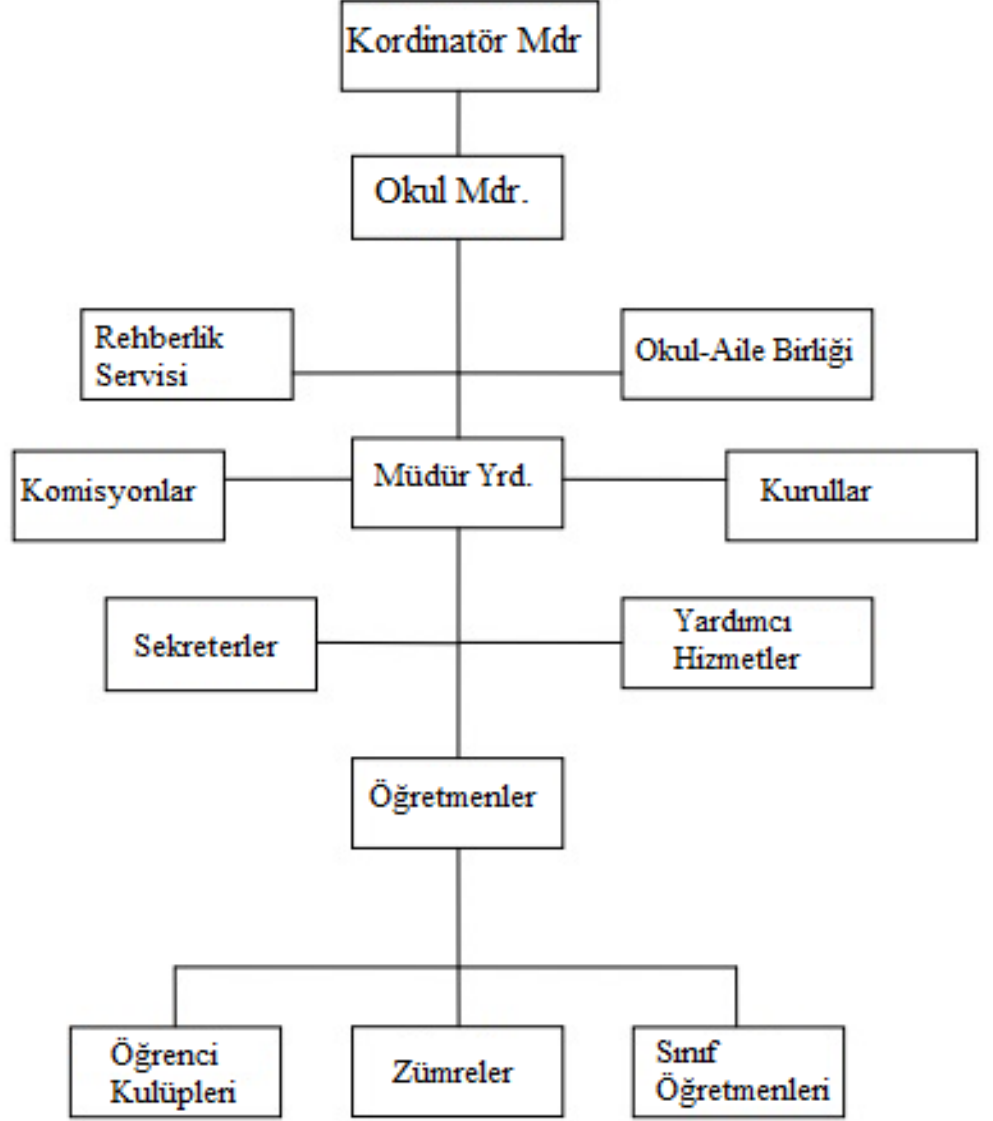 Kordinatör Mdr
Okul Mdr.
Rehberlik
Servisi
Okul-Aile Birliği
Komisyonlar
Müdür Yrd.
Kurullar
Sekreterler
Yardımcı
Hizmetler
Öğretmenler
Öğrenci
Kulüpleri
Zümreler
Sınıf
Öğretmenleri